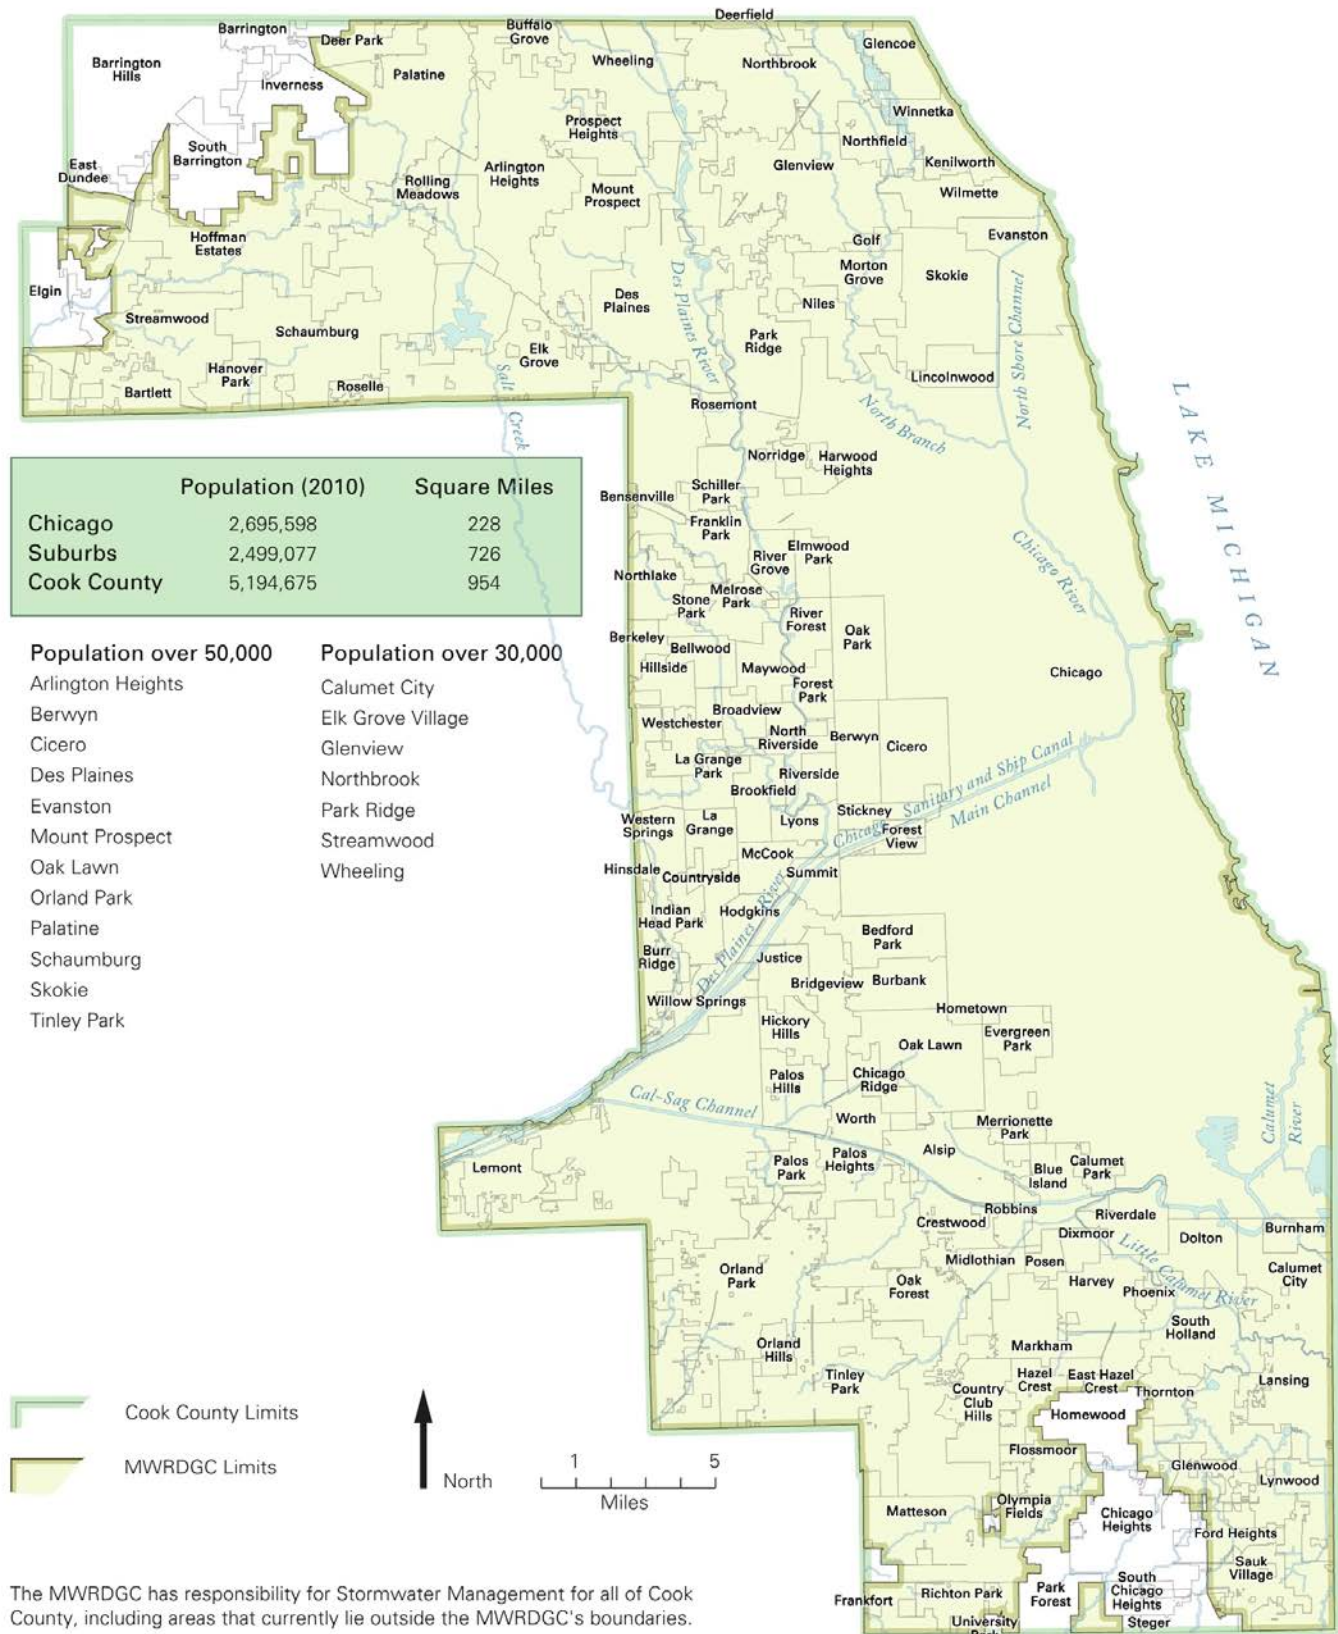 Deerfield
Barrington
Buffalo
Grove
Deer Park
Glencoe
Barrington
Hills
Wheeling
Northbrook
Palatine
Inverness
Winnetka
Prospect
Heights
Northfield
South
Barrington
East
Dundee
Arlington
Heights
Glenview
Kenilworth
Rolling
Meadows
Mount
Prospect
Wilmette
Hoffman
Estates
Golf
Evanston
Morton
Grove
Skokie
Elgin
Des
Plaines
Des Plaines River
Niles
North Shore Channel
Streamwood
Schaumburg
Park
Ridge
Elk
Grove
Hanover
Park
Roselle
Bartlett
Salt Creek
Lincolnwood
Rosemont
North Branch
LAKE MICHIGAN
Norridge
Harwood
Heights
Population (2010) Square Miles
Chicago 2,695,598 228
Suburbs 2,499,077 726
Cook County 5,194,675 954
Bensenville
Schiller
Park
Franklin
Park
Elmwood
Park
River
Grove
Chicago River
Northlake
Melrose
Park
Stone
Park
River
Forest
Oak
Park
Berkeley
Bellwood
Hillside
Maywood
Chicago
Forest
Park
Broadview
Westchester
North
Riverside
Berwyn
Cicero
La Grange
Park
Riverside
Brookfield
Chicago Sanitary and Ship Canal
Main Channel
Western
Springs
La
Grange
Lyons
Stickney
Forest
View
McCook
Hinsdale
Countryside
Summit
Indian
Head Park
Hodgkins
Des Plaines River
Bedford
Park
Burr
Ridge
Justice
Bridgeview
Burbank
Willow Springs
Hometown
Hickory
Hills
Evergreen
Park
Oak Lawn
Palos
Hills
Chicago
Ridge
Cal-Sag Channel
Worth
Merrionette
Park
Calumet
River
Lemont
Palos
Park
Palos
Heights
Alsip
Blue
Island
Calumet
Park
Robbins
Crestwood
Riverdale
Dixmoor
Dolton
Burnham
Little Calumet River
Midlothian
Posen
Orland
Park
Oak
Forest
Harvey
Phoenix
Calumet
City
South
Holland
Orland
Hills
Markham
Tinley
Park
Hazel
Crest
East Hazel
Crest
Lansing
Country
Club
Hills
Thornton
Homewood
Flossmoor
Glenwood
Lynwood
Matteson
Olympia
Fields
Chicago
Heights
Ford Heights
Sauk
Village
Frankfort
Richton Park
Park
Forest
South
Chicago
Heights
Steger
University
Population over 50,000
Arlington Heights
Berwyn
Cicero
Des Plaines
Evanston
Mount Prospect
Oak Lawn
Orland Park
Palatine
Schaumburg
Skokie
Tinley Park
Population over 30,000
Calumet City
Elk Grove Village
Glenview
Northbrook
Park Ridge
Streamwood
Wheeling
Cook County Limits
MWRDGC Limits
North
1 5
Miles
The MWRDGC has responsibility for Stormwater Management for all of Cook
County, including areas that currently lie outside the MWRDGC's boundaries.